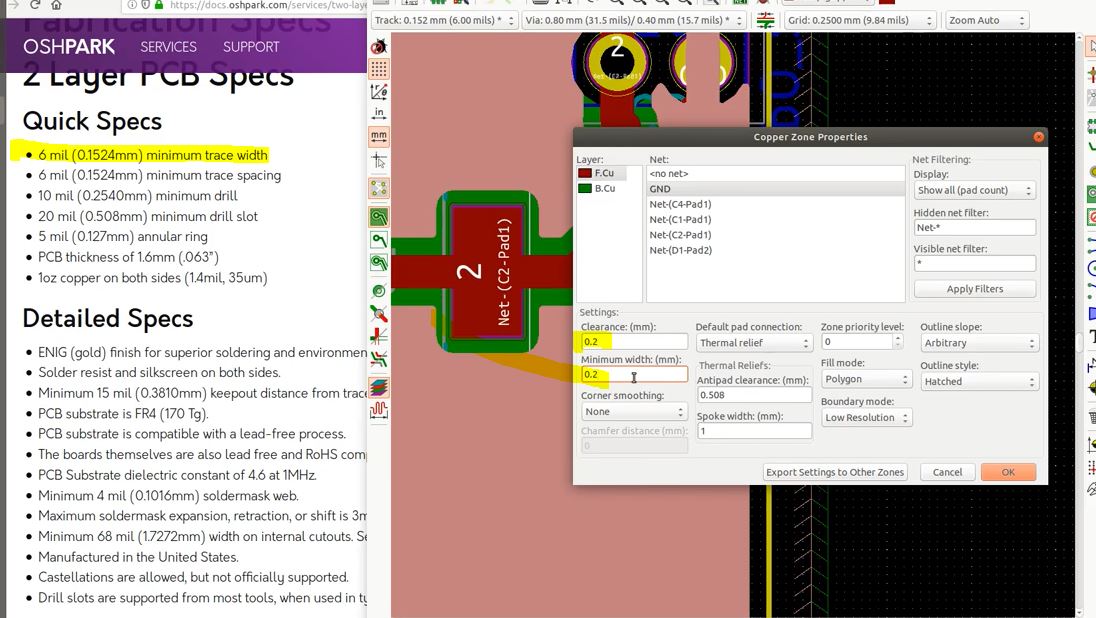 https://docs.oshpark.com/services/two-laye
Fabrication Specs
OSHPARK SERVICES SUPPORT
2 Layer PCB Specs
Quick Specs
6 mil (0.1524mm) minimum trace width
6 mil (0.1524mm) minimum trace spacing
10 mil (0.2540mm) minimum drill
20 mil (0.508mm) minimum drill slot
5 mil (0.127mm) annular ring
PCB thickness of 1.6mm (.063”)
1oz copper on both sides (1.4mil, 35um)
Detailed Specs
ENIG (gold) finish for superior soldering and environmen
Solder resist and silkscreen on both sides.
Minimum 15 mil (0.3810mm) keepout distance from trace
PCB substrate is FR4 (170 Tg).
PCB substrate is compatible with a lead-free process.
The boards themselves are also lead free and RoHS comp
PCB Substrate dielectric constant of 4.6 at 1MHz.
Minimum 4 mil (0.1016mm) soldermask web.
Maximum soldermask expansion, retraction, or shift is 3m
Minimum 68 mil (1.7272mm) width on internal cutouts. Se
Manufactured in the United States.
Castellations are allowed, but not officially supported.
Drill slots are supported from most tools, when used in ty
Track: 0.152 mm (6.00 mils) *
Via: 0.80 mm (31.5 mils)/ 0.40 mm (15.7 mils) *
Grid: 0.2500 mm (9.84 mils)
Zoom Auto
in
mm
2
Net-(C2-Pad1)
2
Net-(C2-Pad1)
Copper Zone Properties
Layer:
F.Cu
B.Cu
Net:
<no net>
GND
Net-(C4-Pad1)
Net-(C1-Pad1)
Net-(C2-Pad1)
Net-(D1-Pad2)
Net Filtering:
Display:
Show all (pad count)
Hidden net filter:
Net-*
Visible net filter:
*
Apply Filters
Settings:
Clearance: (mm):
0.2
Minimum width: (mm):
0.2
Corner smoothing:
None
Chamfer distance (mm):
0
Default pad connection:
Thermal relief
Thermal Reliefs:
Antipad clearance: (mm)
0.508
Spoke width: (mm)
1
Zone priority level:
0
Fill mode:
Polygon
Boundary mode:
Low Resolution
Outline slope:
Arbitrary
Outline style:
Hatched
Export Settings to Other Zones
Cancel
OK